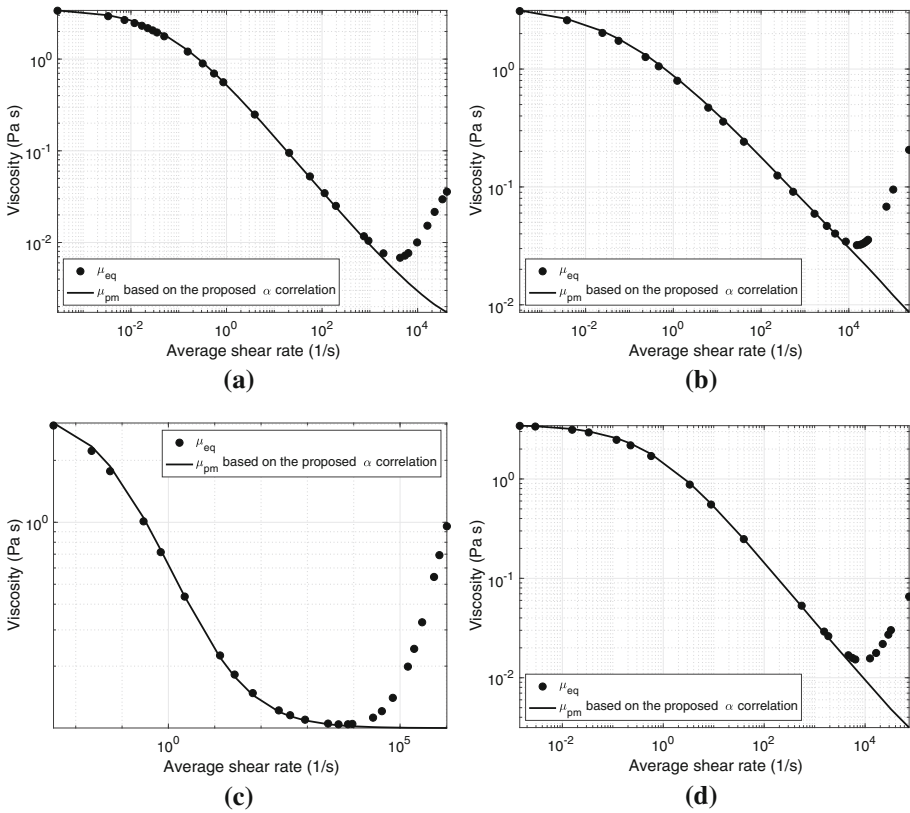 Viscosity (Pa s)
10^0
10^-1
10^-2
μ_eq
μ_pm based on the proposed α correlation
10^-2 10^0 10^2 10^4
Average shear rate (1/s)
(a)
Viscosity (Pa s)
10^0
10^-1
10^-2
μ_eq
μ_pm based on the proposed α correlation
10^-2 10^0 10^2 10^4
Average shear rate (1/s)
(b)
Viscosity (Pa s)
μ_eq
μ_pm based on the proposed α correlation
10^0
10^0 10^5
Average shear rate (1/s)
(c)
Viscosity (Pa s)
10^0
10^-1
10^-2
μ_eq
μ_pm based on the proposed α correlation
10^-2 10^0 10^2 10^4
Average shear rate (1/s)
(d)